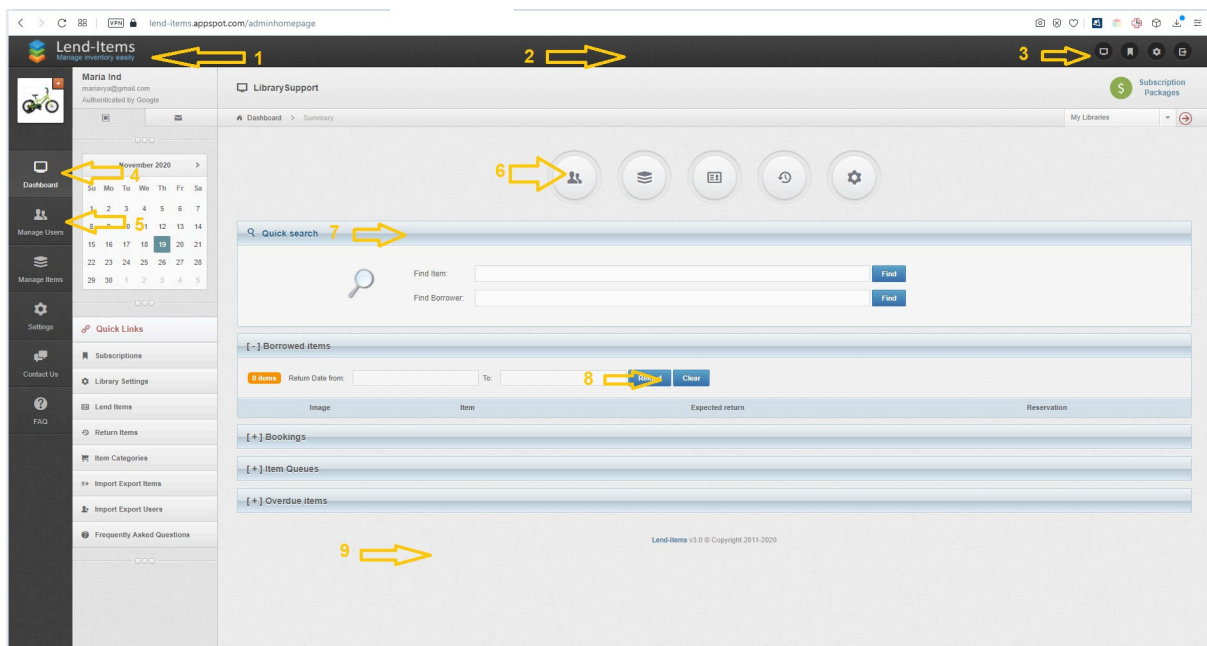 VPN lend-items.appspot.com/adminhomepage
Lend-Items
Manage inventory easily
1
2
3
Maria Ind
mariavya@gmail.com
Authenticated by Google
LibrarySupport
$
Subscription
Packages
Dashboard > Summary
My Libraries
Dashboard
4
Manage Users
5
Manage Items
Settings
Contact Us
FAQ
November 2020 >
Su Mo Tu We Th Fr Sa
1 2 3 4 5 6 7
8 9 10 11 12 13 14
15 16 17 18 19 20 21
22 23 24 25 26 27 28
29 30 1 2 3 4 5
Quick Links
Subscriptions
Library Settings
Lend Items
Return Items
Item Categories
Import Export Items
Import Export Users
Frequently Asked Questions
6
Quick search 7
Find Item: Find
Find Borrower: Find
[ - ] Borrowed items
0 items Return Date from: To: 8 Reload Clear
Image Item Expected return Reservation
[ + ] Bookings
[ + ] Item Queues
[ + ] Overdue items
Lend-Items v3.0 © Copyright 2011-2020
9